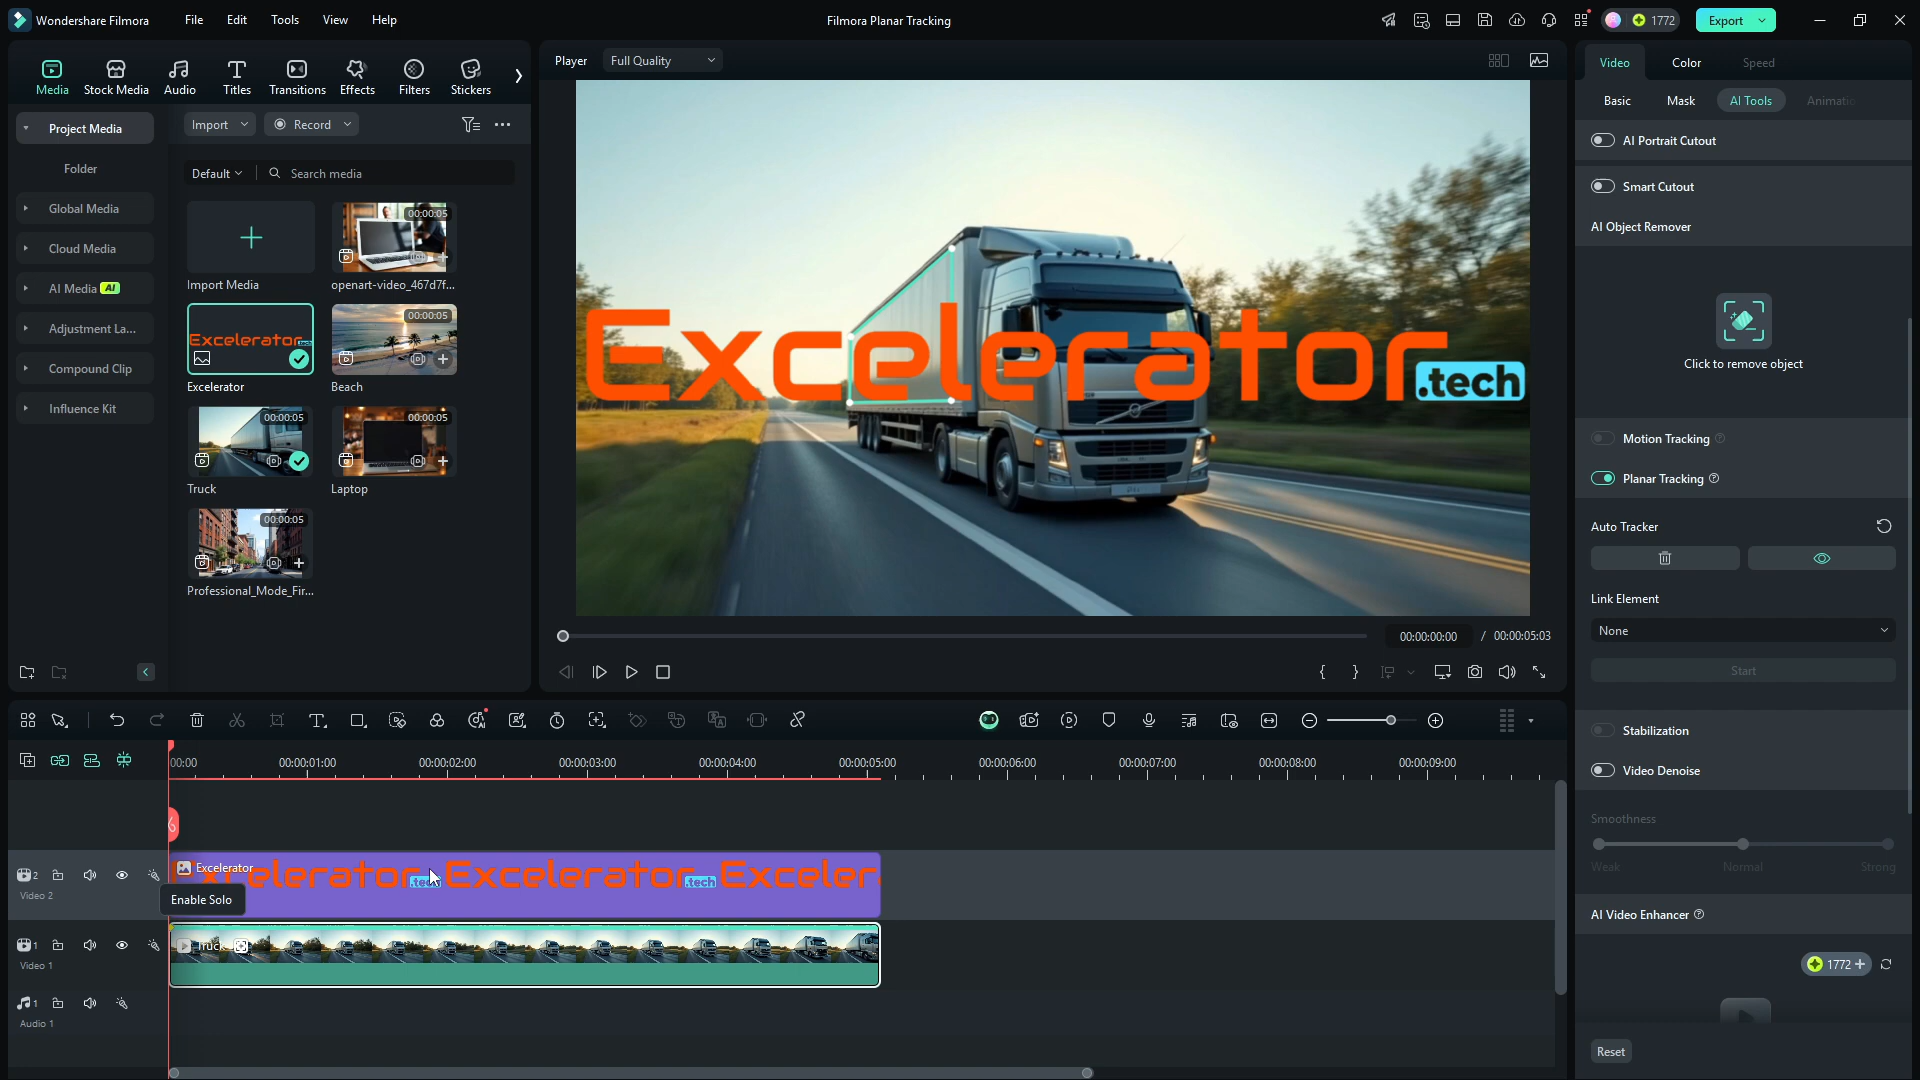 Wondershare Filmora
File
Edit
Tools
View
Help
Filmora Planar Tracking
1772
Export
Media
Stock Media
Audio
Titles
Transitions
Effects
Filters
Stickers
Project Media
Folder
Global Media
Cloud Media
AI Media AI
Adjustment La...
Compound Clip
Influence Kit
Import
Record
Default
Search media
Import Media
00:00:05
openart-video_467d7f...
Excelerator
00:00:05
Beach
00:00:05
Truck
00:00:05
Laptop
00:00:05
Professional_Mode_Fir...
Player
Full Quality
Excelerator
.tech
00:00:00:00 / 00:00:05:03
Video
Color
Speed
Basic
Mask
AI Tools
AI Portrait Cutout
Smart Cutout
AI Object Remover
Click to remove object
Motion Tracking
Planar Tracking
Auto Tracker
Link Element
None
Start
Stabilization
Video Denoise
Smoothness
Weak
Normal
Strong
AI Video Enhancer
1772
Reset
00:00
00:00:01:00
00:00:02:00
00:00:03:00
00:00:04:00
00:00:05:00
00:00:06:00
00:00:07:00
00:00:08:00
00:00:09:00
2
Video 2
Excelerator
.tech
Excelerator
.tech
Exceler
Enable Solo
1
Video 1
Truck
1
Audio 1